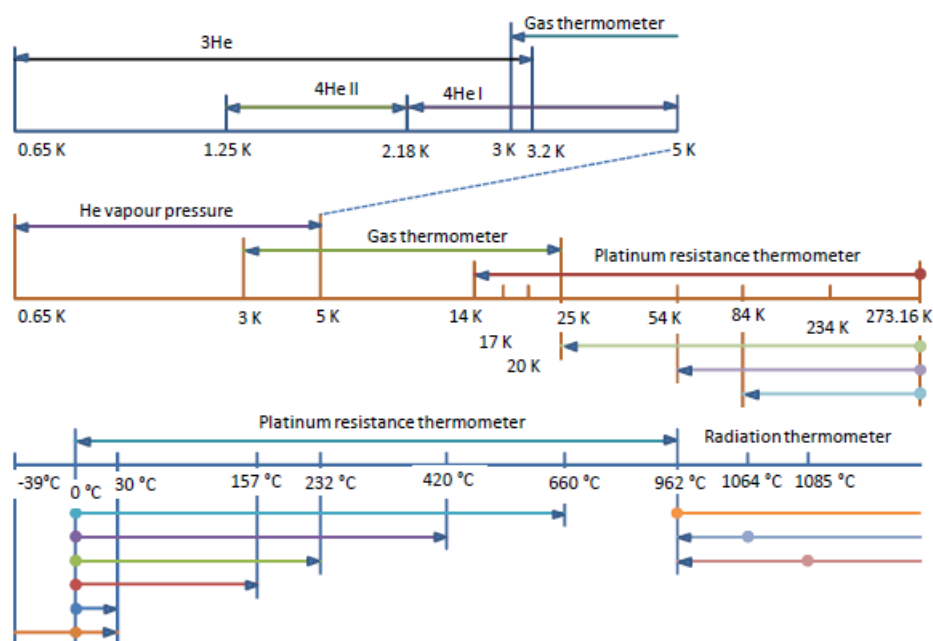 Gas thermometer
3He
4He II
4He I
0.65 K
1.25 K
2.18 K
3 K
3.2 K
5 K
He vapour pressure
Gas thermometer
Platinum resistance thermometer
0.65 K
3 K
5 K
14 K
17 K
20 K
25 K
54 K
84 K
234 K
273.16 K
Platinum resistance thermometer
Radiation thermometer
-39°C
0 °C
30 °C
157 °C
232 °C
420 °C
660 °C
962 °C
1064 °C
1085 °C